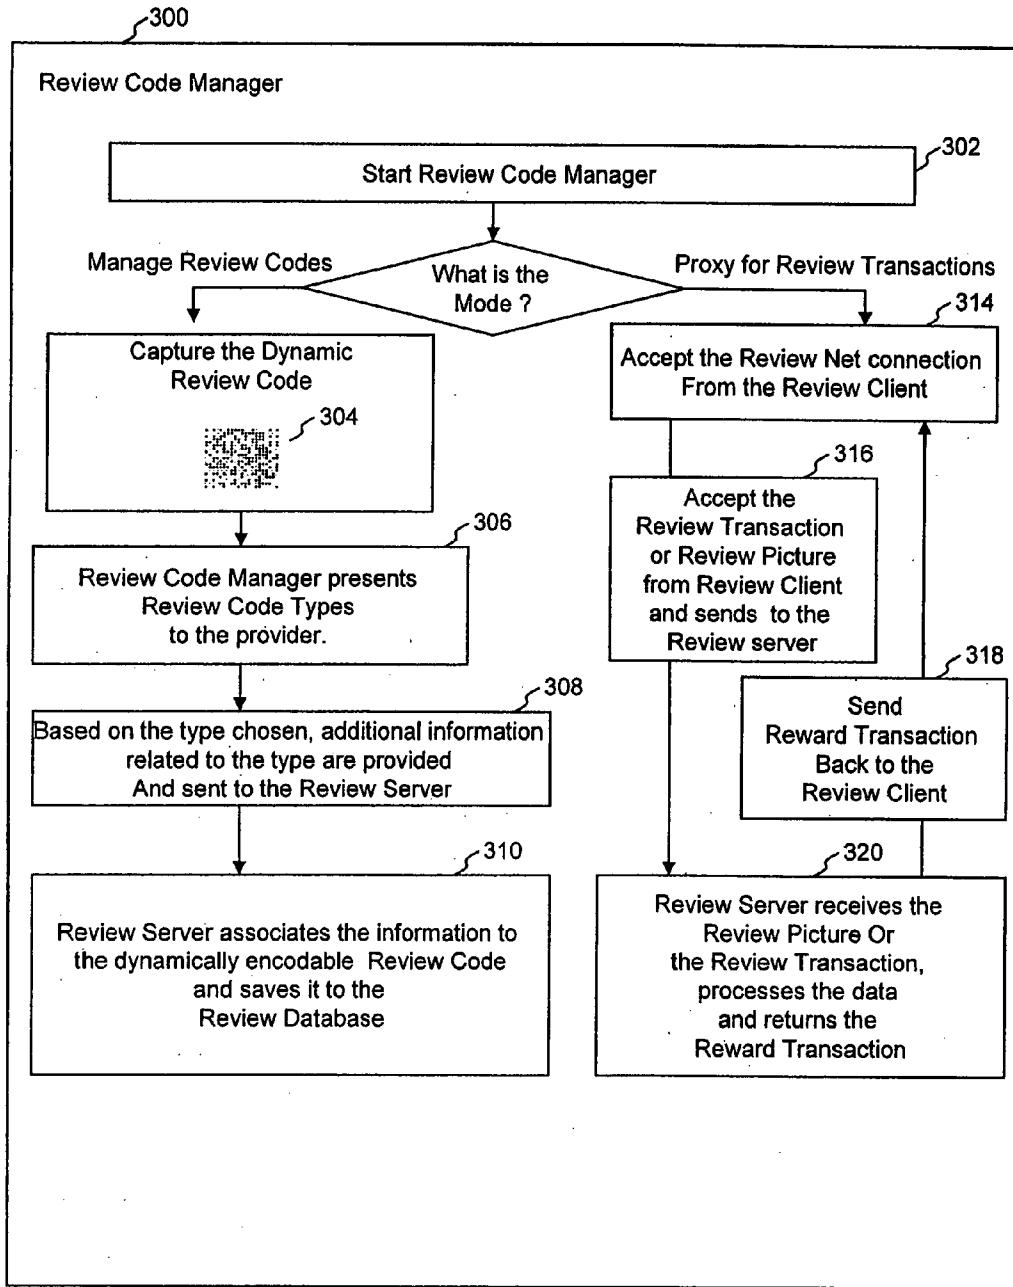 300
Review Code Manager
302
Start Review Code Manager
Manage Review Codes
What is the
Mode ?
Proxy for Review Transactions
Capture the Dynamic
Review Code
304
306
Review Code Manager presents
Review Code Types
to the provider.
308
Based on the type chosen, additional information
related to the type are provided
And sent to the Review Server
310
Review Server associates the information to
the dynamically encodable Review Code
and saves it to the
Review Database
314
Accept the Review Net connection
From the Review Client
316
Accept the
Review Transaction
or Review Picture
from Review Client
and sends to the
Review server
318
Send
Reward Transaction
Back to the
Review Client
320
Review Server receives the
Review Picture Or
the Review Transaction,
processes the data
and returns the
Reward Transaction